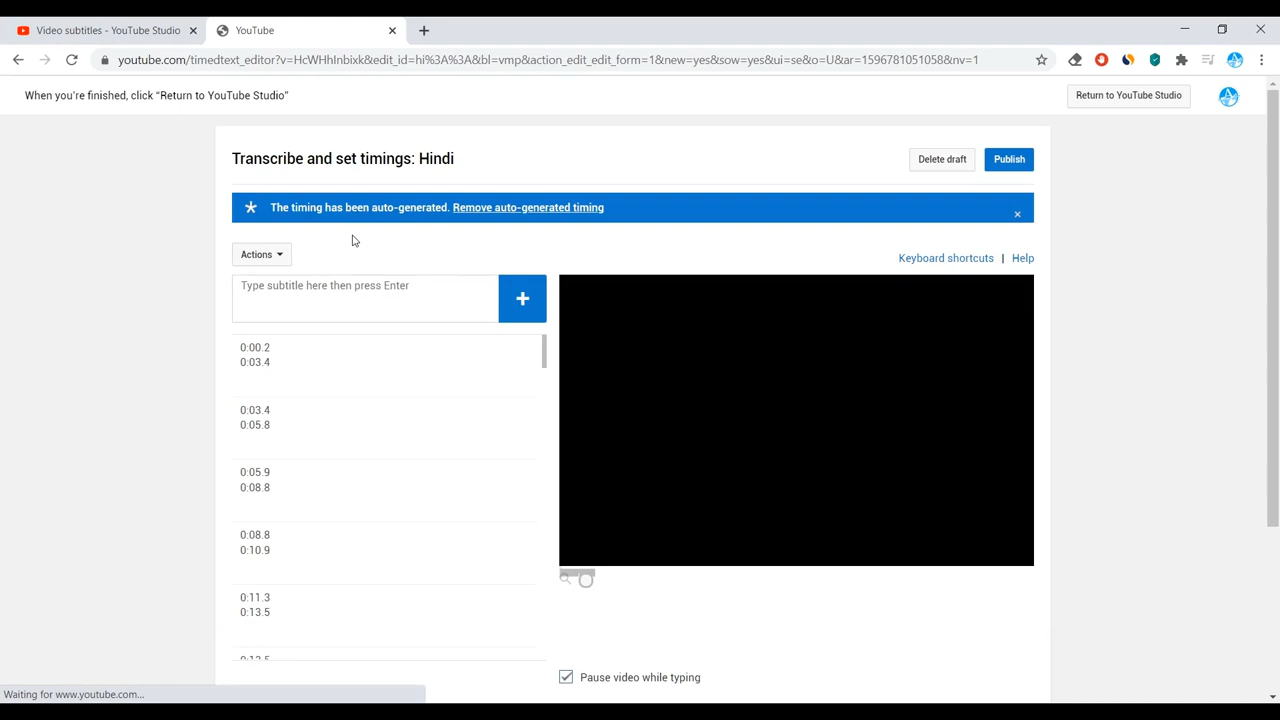 Video subtitles - YouTube Studio
YouTube
youtube.com/timedtext_editor?v=HcWHhInbixk&edit_id=hi%3A%3A&bl=vmp&action_edit_edit_form=1&new=yes&sow=yes&ui=se&o=U&ar=1596781051058&nv=1
When you're finished, click "Return to YouTube Studio"
Return to YouTube Studio
Transcribe and set timings: Hindi
Delete draft
Publish
The timing has been auto-generated. Remove auto-generated timing
Actions
Keyboard shortcuts | Help
Type subtitle here then press Enter
0:00.2
0:03.4
0:03.4
0:05.8
0:05.9
0:08.8
0:08.8
0:10.9
0:11.3
0:13.5
0:13.5
Pause video while typing
Waiting for www.youtube.com...